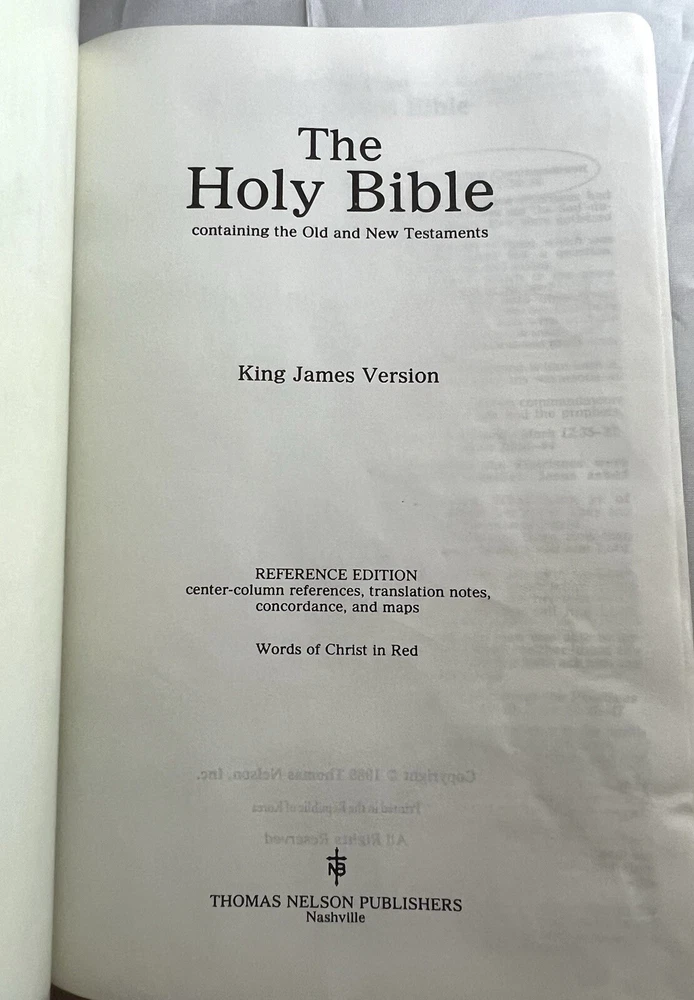 The
Holy Bible
containing the Old and New Testaments
King James Version
REFERENCE EDITION
center-column references, translation notes,
concordance, and maps
Words of Christ in Red
Thomas Nelson, Inc.
Printed in the Republic of Korea
All Rights Reserved
NB
THOMAS NELSON PUBLISHERS
Nashville